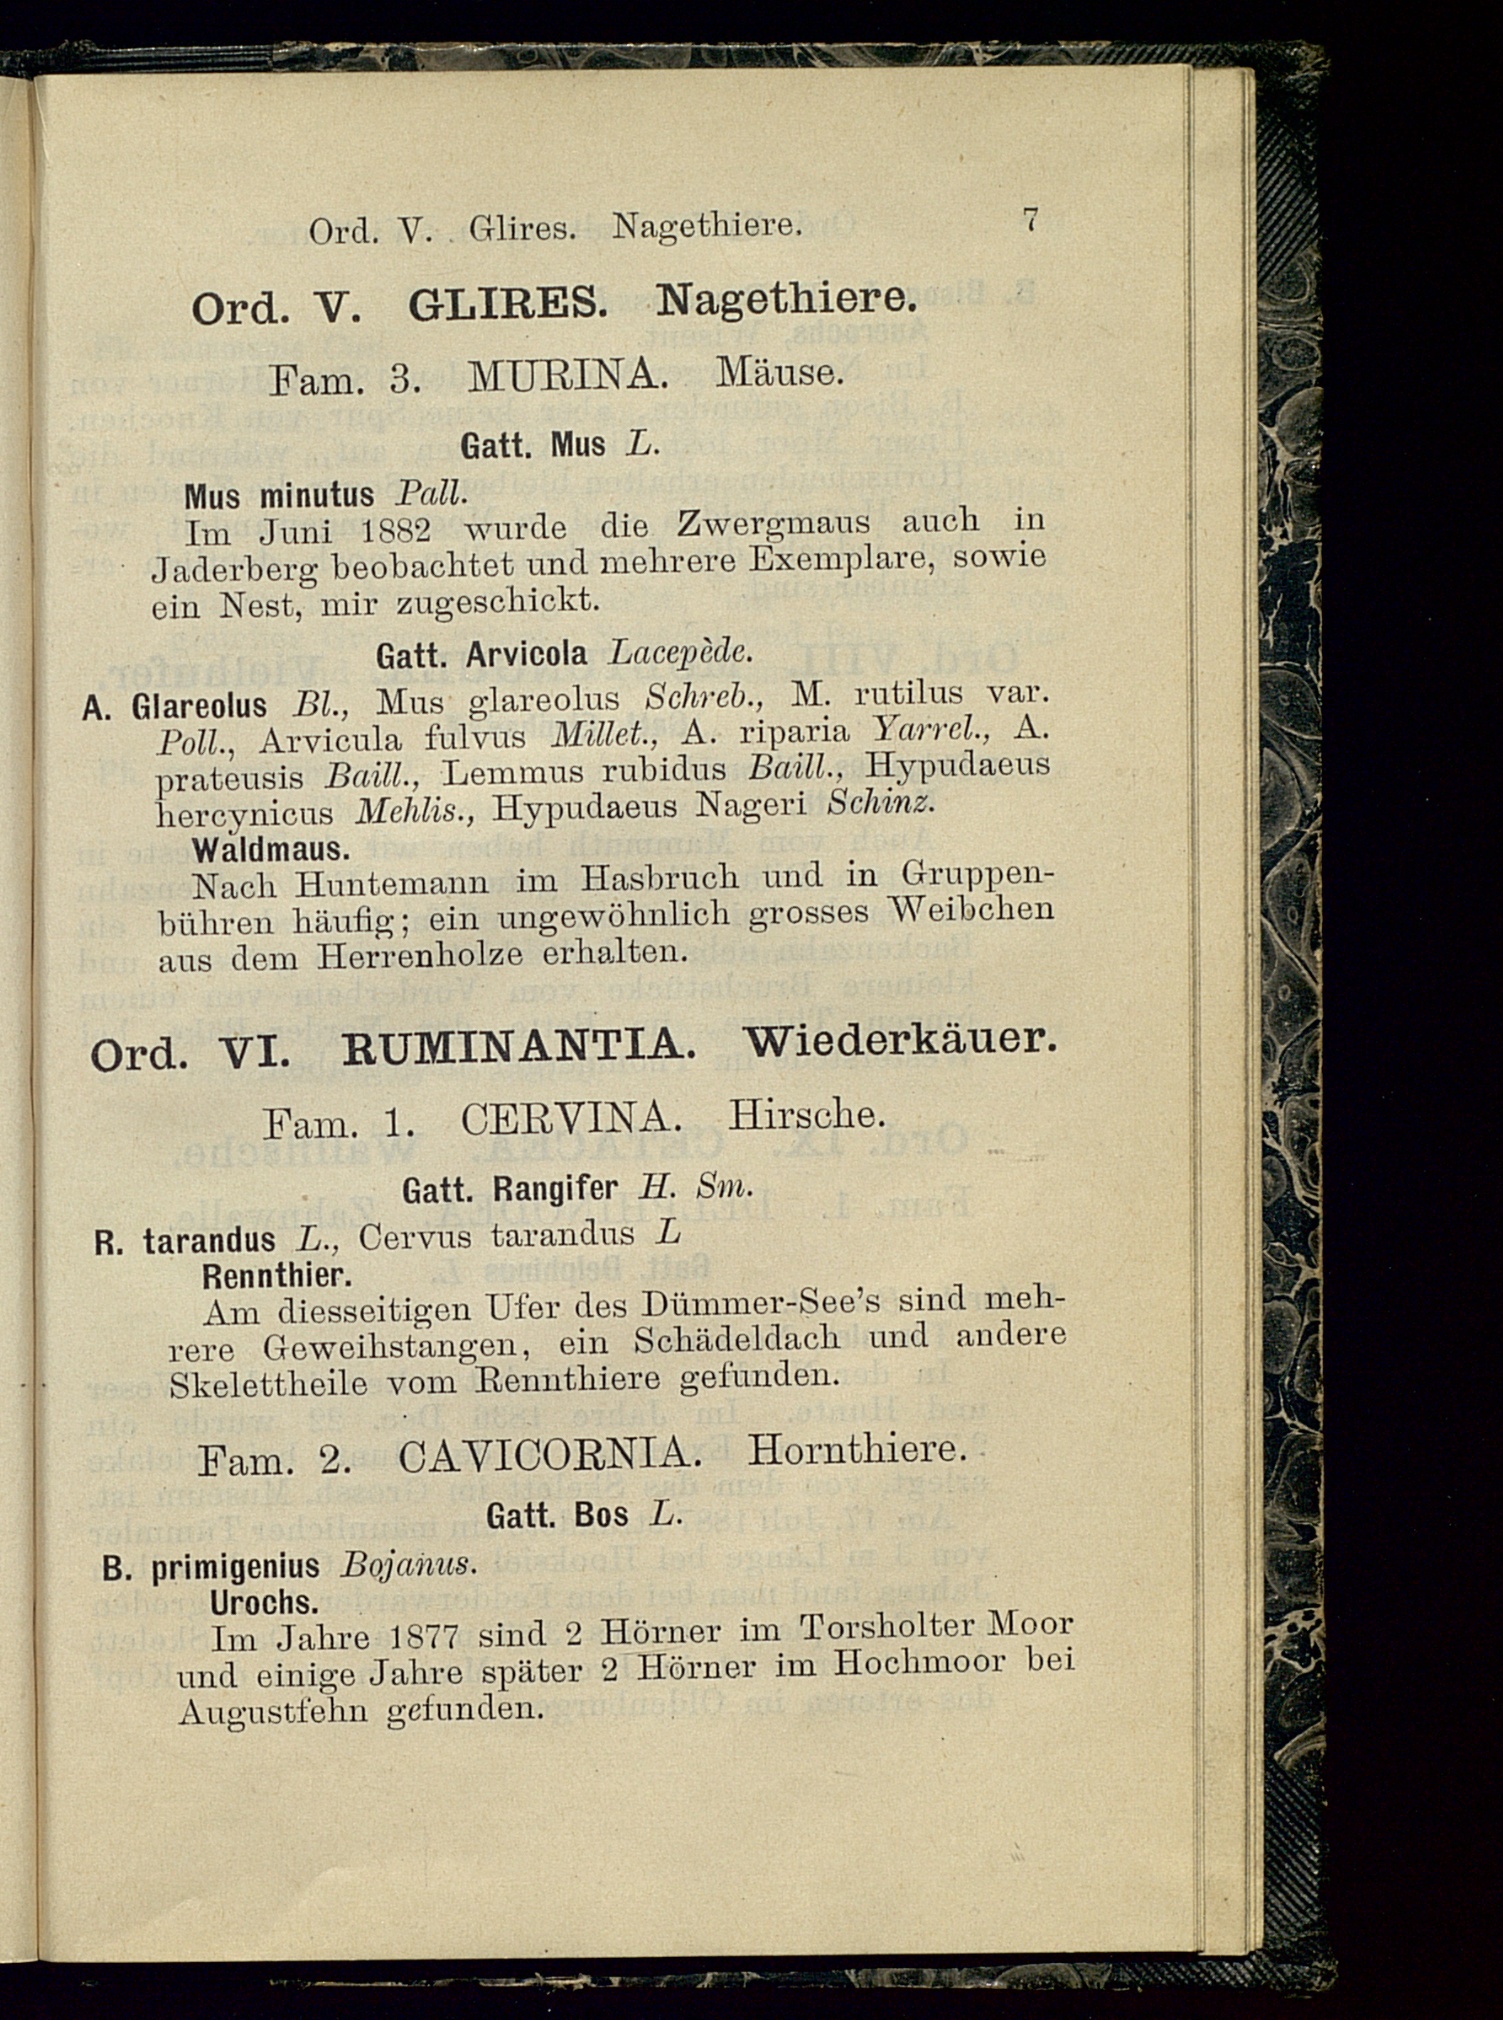 Ord. V. Glires. Nagethiere. 7
Ord. V. GLIRES. Nagethiere.
Fam. 3. MURINA. Mäuse.
Gatt. Mus L.
Mus minutus Pall.
Im Juni 1882 wurde die Zwergmaus auch in
Jaderberg beobachtet und mehrere Exemplare, sowie
ein Nest, mir zugeschickt.
Gatt. Arvicola Lacepède.
A. Glareolus Bl., Mus glareolus Schreb., M. rutilus var.
Poll., Arvicula fulvus Millet., A. riparia Yarrel., A.
prateusis Baill., Lemmus rubidus Baill., Hypudaeus
hercynicus Mehlis., Hypudaeus Nageri Schinz.
Waldmaus.
Nach Huntemann im Hasbruch und in Gruppen-
bühren häufig; ein ungewöhnlich grosses Weibchen
aus dem Herrenholze erhalten.
Ord. VI. RUMINANTIA. Wiederkäuer.
Fam. 1. CERVINA. Hirsche.
Gatt. Rangifer H. Sm.
R. tarandus L., Cervus tarandus L
Rennthier.
Am diesseitigen Ufer des Dümmer-See's sind meh-
rere Geweihstangen, ein Schädeldach und andere
Skelettheile vom Rennthiere gefunden.
Fam. 2. CAVICORNIA. Hornthiere.
Gatt. Bos L.
B. primigenius Bojanus.
Urochs.
Im Jahre 1877 sind 2 Hörner im Torsholter Moor
und einige Jahre später 2 Hörner im Hochmoor bei
Augustfehn gefunden.